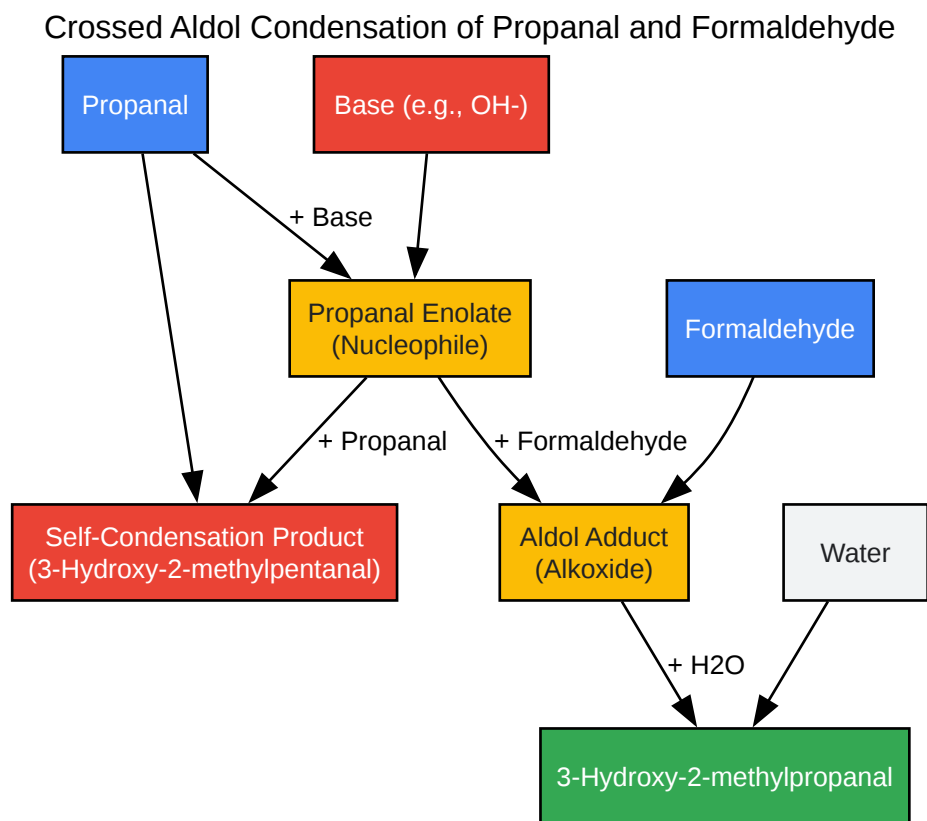 Crossed Aldol Condensation of Propanal and Formaldehyde
Propanal
Base (e.g., OH-)
+ Base
Propanal Enolate
(Nucleophile)
Formaldehyde
+ Propanal
+ Formaldehyde
Self-Condensation Product
(3-Hydroxy-2-methylpentanal)
Aldol Adduct
(Alkoxide)
Water
+ H2O
3-Hydroxy-2-methylpropanal